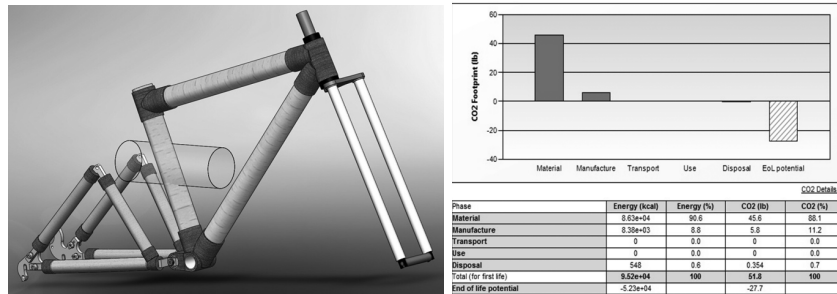 60
40
20
0
-20
-40
CO2 Footprint (lb)
Material Manufacture Transport Use Disposal EoL potential
CO2 Details
Phase Energy (kcal) Energy (%) CO2 (lb) CO2 (%)
Material 8.63e+04 90.6 45.6 88.1
Manufacture 8.38e+03 8.8 5.8 11.2
Transport 0 0.0 0 0.0
Use 0 0.0 0 0.0
Disposal 548 0.6 0.354 0.7
Total (for first life) 9.52e+04 100 51.8 100
End of life potential -5.23e+04 -27.7